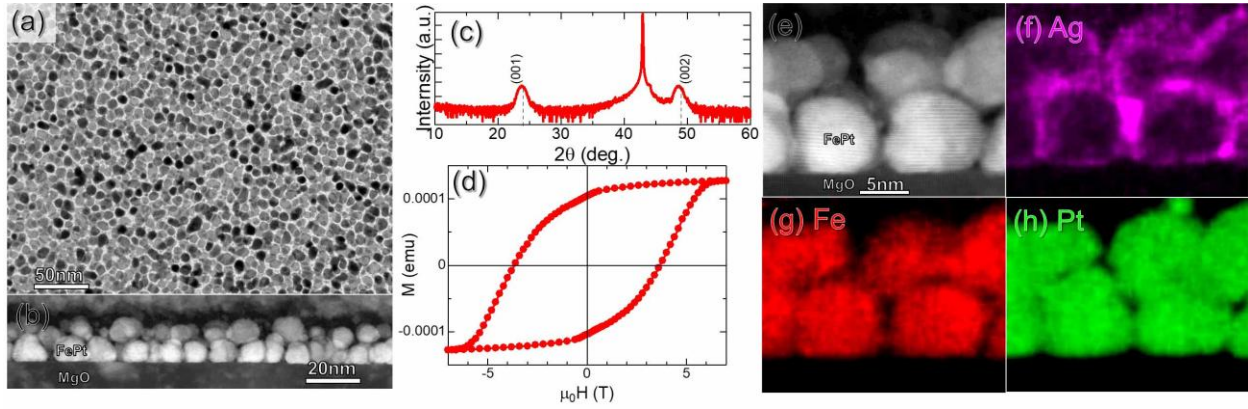 (a)
50nm
(b)
FePt
MgO
20nm
(c)
Intensity (a.u.)
(001)
(002)
10 20 30 40 50 60
2θ (deg.)
(d)
M (emu)
0.0001
0
-0.0001
-5 0 5
μ₀H (T)
(e)
FePt
MgO
5nm
(f) Ag
(g) Fe
(h) Pt